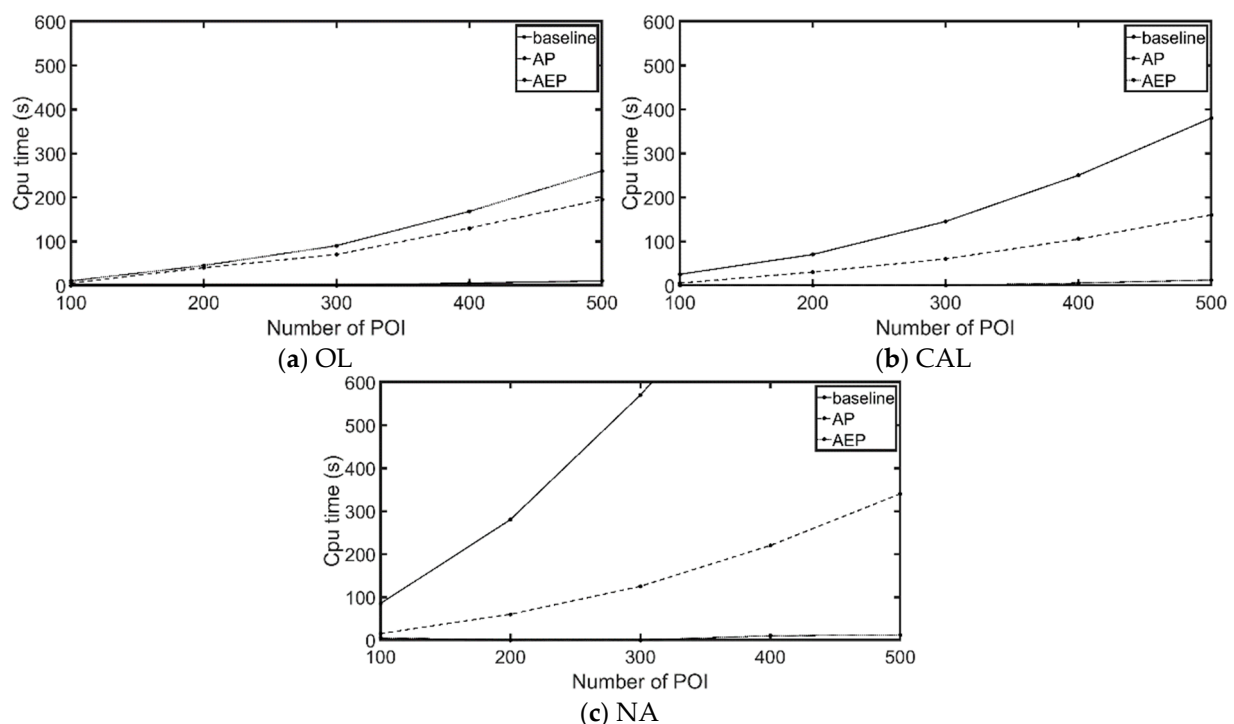 600
500
400
300
200
100
0
Cpu time (s)
baseline
AP
AEP
100 200 300 400 500
Number of POI
(a) OL
600
500
400
300
200
100
0
Cpu time (s)
baseline
AP
AEP
100 200 300 400 500
Number of POI
(b) CAL
600
500
400
300
200
100
0
Cpu time (s)
baseline
AP
AEP
100 200 300 400 500
Number of POI
(c) NA